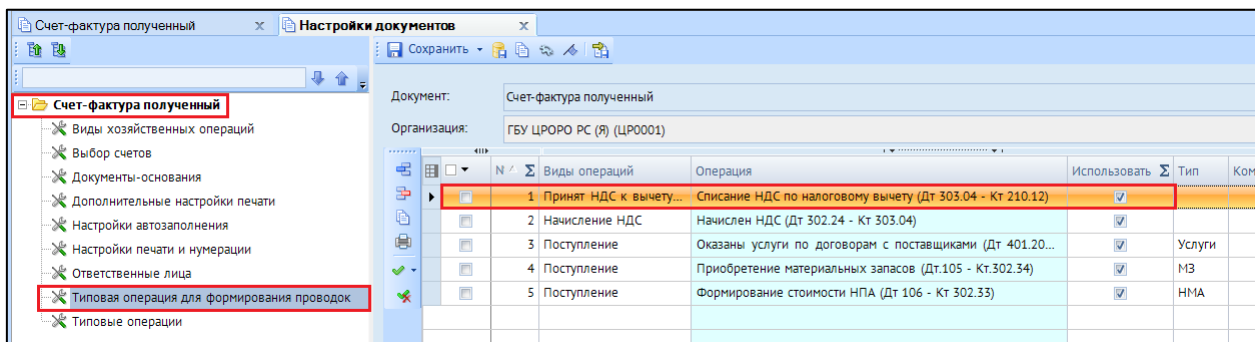 Счет-фактура полученный x Настройки документов x
Сохранить
Счет-фактура полученный
Виды хозяйственных операций
Выбор счетов
Документы-основания
Дополнительные настройки печати
Настройки автозаполнения
Настройки печати и нумерации
Ответственные лица
Типовая операция для формирования проводок
Типовые операции
Документ: Счет-фактура полученный
Организация: ГБУ ЦРОРО РС (Я) (ЦР0001)
N Σ Виды операций Операция Использовать Σ Тип Ком
1 Принят НДС к вычету... Списание НДС по налоговому вычету (Дт 303.04 - Кт 210.12)
2 Начисление НДС Начислен НДС (Дт 302.24 - Кт 303.04)
3 Поступление Оказаны услуги по договорам с поставщиками (Дт 401.20... Услуги
4 Поступление Приобретение материальных запасов (Дт.105 - Кт.302.34) МЗ
5 Поступление Формирование стоимости НПА (Дт 106 - Кт 302.33) НМА